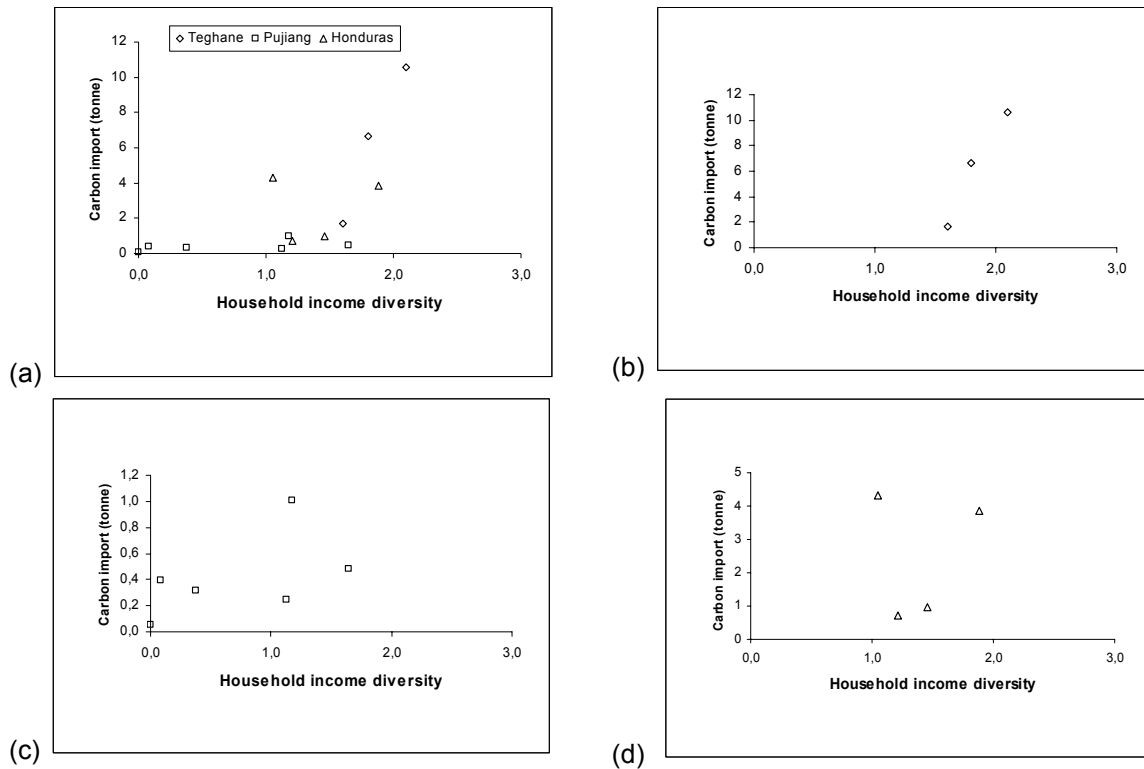 Teghane Pujiang Honduras
Carbon import (tonne)
12
10
8
6
4
2
0
0,0 1,0 2,0 3,0
Household income diversity
(a)
Carbon import (tonne)
12
10
8
6
4
2
0
0,0 1,0 2,0 3,0
Household income diversity
(b)
Carbon import (tonne)
1,2
1,0
0,8
0,6
0,4
0,2
0,0
0,0 1,0 2,0 3,0
Household income diversity
(c)
Carbon import (tonne)
5
4
3
2
1
0
0,0 1,0 2,0 3,0
Household income diversity
(d)